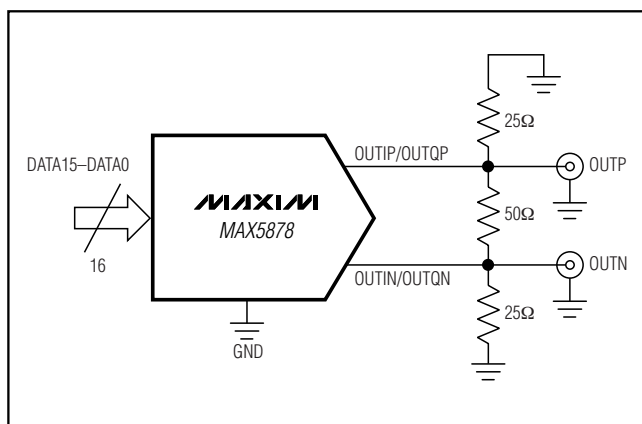 25Ω
OUTIP/OUTQP
OUTP
DATA15–DATA0
MAXIM
MAX5878
50Ω
16
OUTIN/OUTQN
OUTN
25Ω
GND